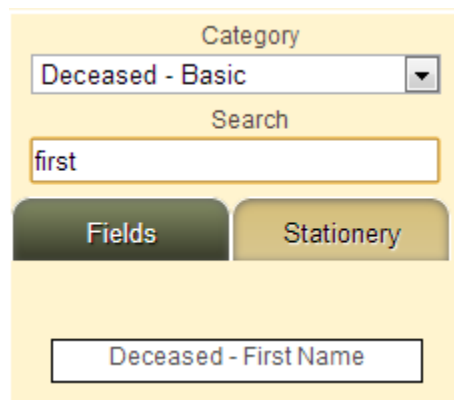 Category
Deceased - Basic
Search
first
Fields
Stationery
Deceased - First Name